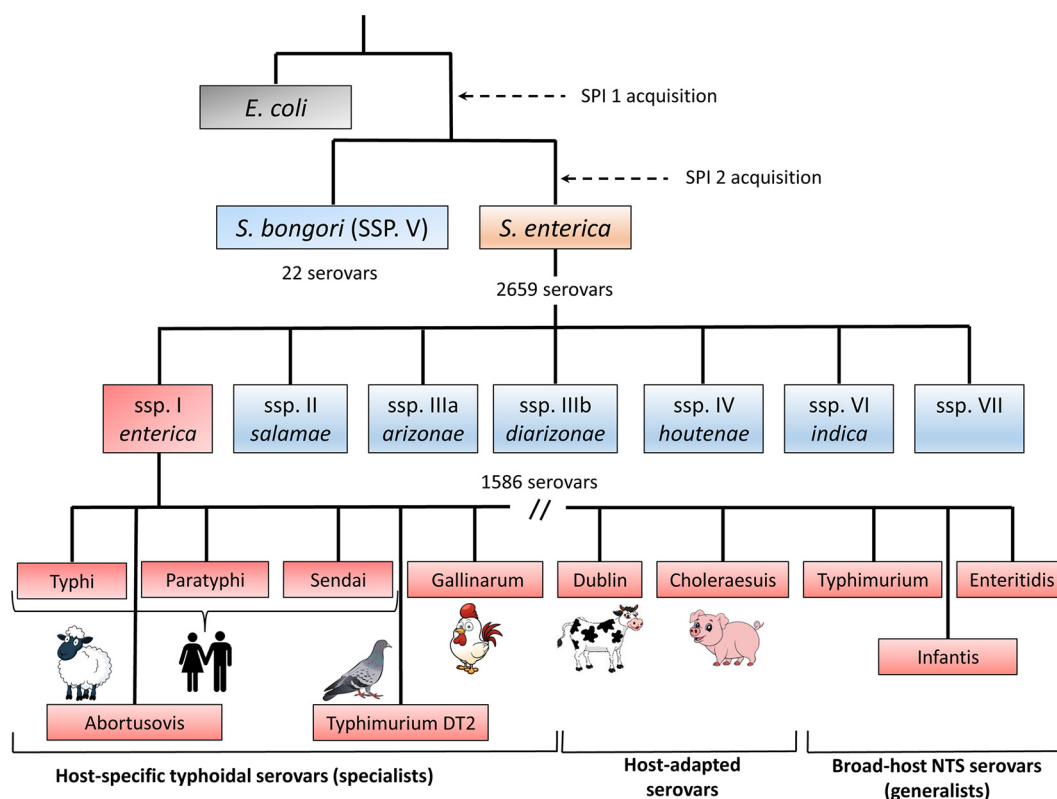 E. coli
SPI 1 acquisition
SPI 2 acquisition
S. bongori (SSP. V)
S. enterica
22 serovars
2659 serovars
ssp. I
enterica
ssp. II
salamae
ssp. IIIa
arizonae
ssp. IIIb
diarizonae
ssp. IV
houtenae
ssp. VI
indica
ssp. VII
1586 serovars
//
Typhi
Paratyphi
Sendai
Gallinarum
Dublin
Choleraesuis
Typhimurium
Enteritidis
Infantis
Abortusovis
Typhimurium DT2
Host-specific typhoidal serovars (specialists)
Host-adapted
serovars
Broad-host NTS serovars
(generalists)